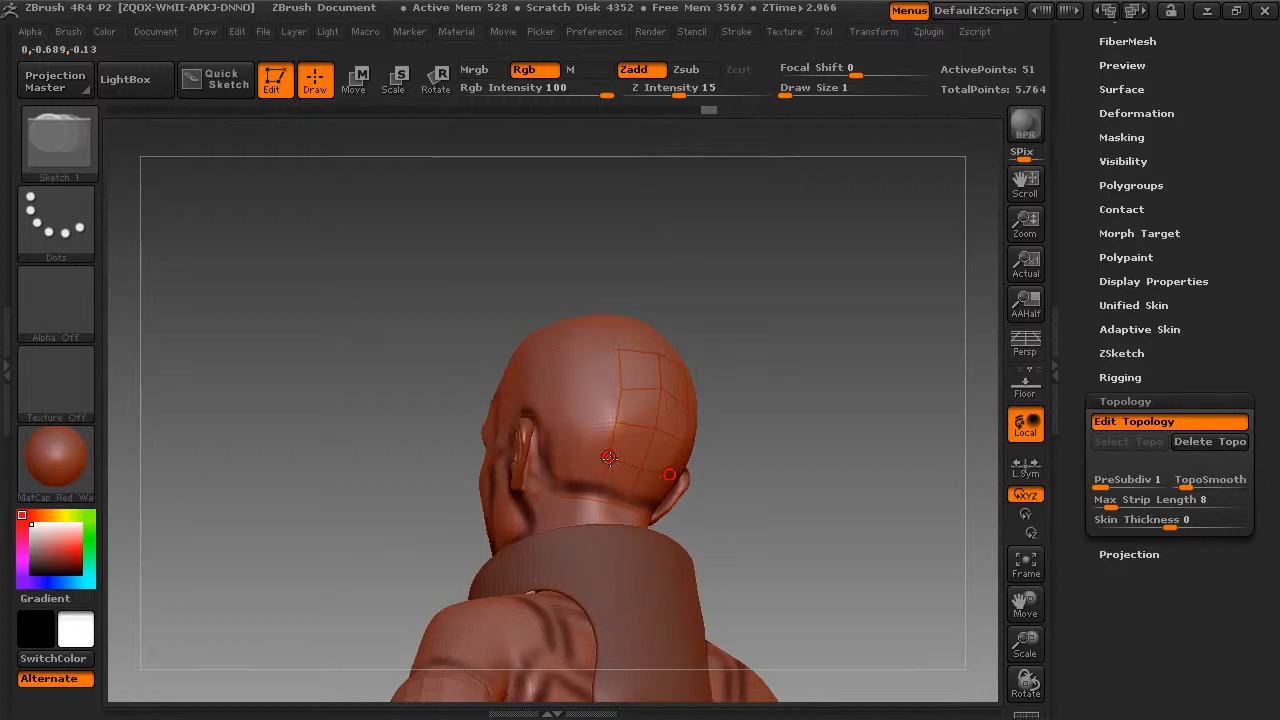 ZBrush 4R4 P2 [ZQOX-WMII-APKJ-DNNO] ZBrush Document • Active Mem 528 • Scratch Disk 4352 • Free Mem 3567 • ZTime▸2.966 Menus DefaultZScript
Alpha Brush Color Document Draw Edit File Layer Light Macro Marker Material Movie Picker Preferences Render Stencil Stroke Texture Tool Transform Zplugin Zscript
0,-0.689,-0.13
Projection Master
LightBox
Quick Sketch
Edit
Draw
Move
Scale
Rotate
Mrgb Rgb M
Rgb Intensity 100
Zadd Zsub Zcut
Z Intensity 15
Focal Shift 0
Draw Size 1
ActivePoints: 51
TotalPoints: 5.764
Sketch 1
Dots
Alpha Off
Texture Off
MatCap Red Wa
Gradient
SwitchColor
Alternate
BPR
SPix
Scroll
Zoom
Actual
AAHalf
Persp
Floor
Local
L.Sym
XYZ
Y
Z
Frame
Move
Scale
Rotate
FiberMesh
Preview
Surface
Deformation
Masking
Visibility
Polygroups
Contact
Morph Target
Polypaint
Display Properties
Unified Skin
Adaptive Skin
ZSketch
Rigging
Topology
Edit Topology
Select Topo Delete Topo
PreSubdiv 1 TopoSmooth
Max Strip Length 8
Skin Thickness 0
Projection